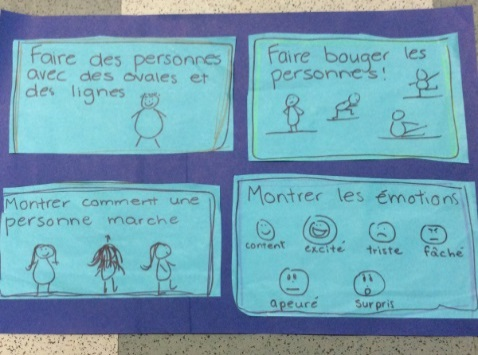 Faire des personnes
avec des ovales et
des lignes
Faire bouger les
personnes!
Montrer comment une
personne marche
Montrer les émotions
content excité triste fâché
apeuré surpris